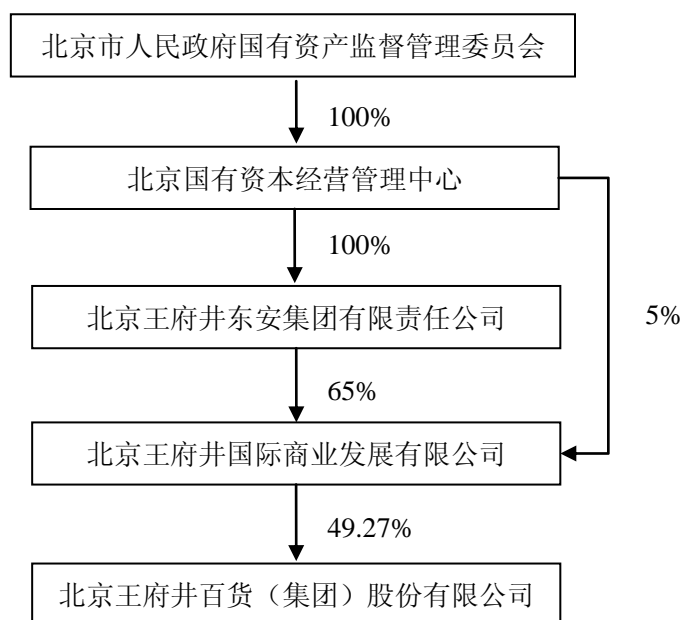 北京市人民政府国有资产监督管理委员会
100%
北京国有资本经营管理中心
100%
北京王府井东安集团有限责任公司
5%
65%
北京王府井国际商业发展有限公司
49.27%
北京王府井百货（集团）股份有限公司